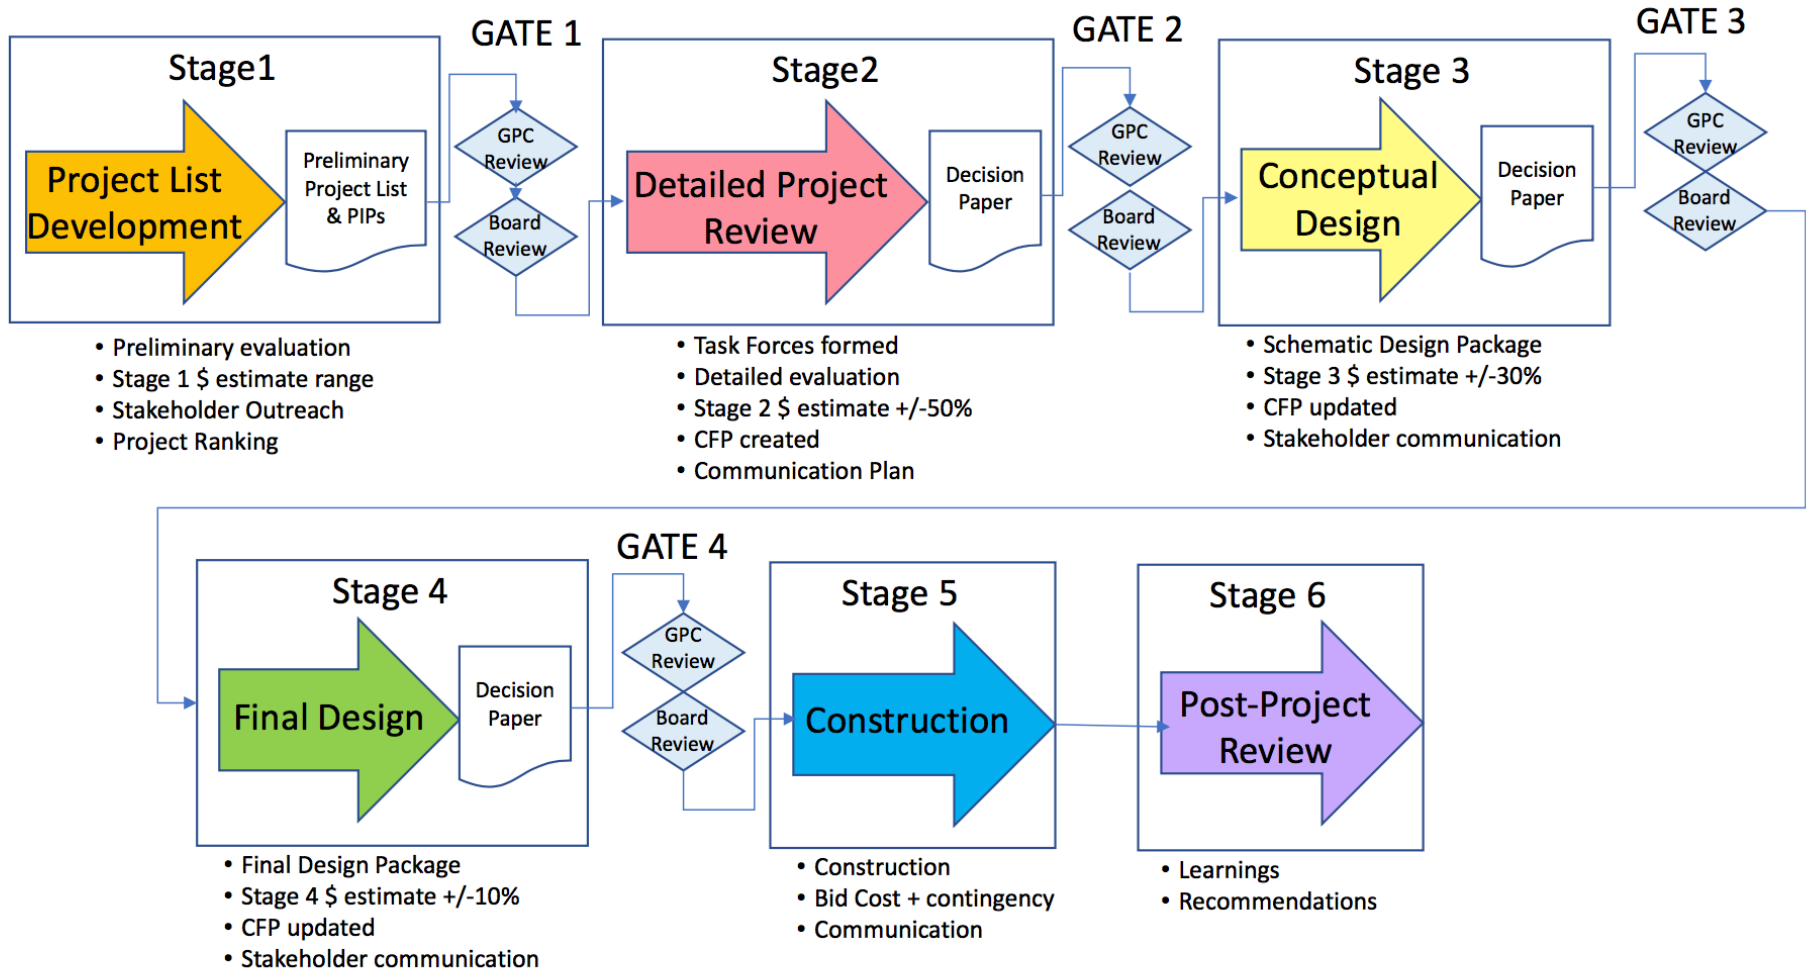 GATE 1
GATE 2
GATE 3
Stage1
Project List
Development
Preliminary
Project List
& PIPs
GPC
Review
Board
Review
Stage2
Detailed Project
Review
Decision
Paper
GPC
Review
Board
Review
Stage 3
Conceptual
Design
Decision
Paper
GPC
Review
Board
Review
• Preliminary evaluation
• Stage 1 $ estimate range
• Stakeholder Outreach
• Project Ranking
• Task Forces formed
• Detailed evaluation
• Stage 2 $ estimate +/-50%
• CFP created
• Communication Plan
• Schematic Design Package
• Stage 3 $ estimate +/-30%
• CFP updated
• Stakeholder communication
GATE 4
Stage 4
Final Design
Decision
Paper
GPC
Review
Board
Review
Stage 5
Construction
Stage 6
Post-Project
Review
• Final Design Package
• Stage 4 $ estimate +/-10%
• CFP updated
• Stakeholder communication
• Construction
• Bid Cost + contingency
• Communication
• Learnings
• Recommendations